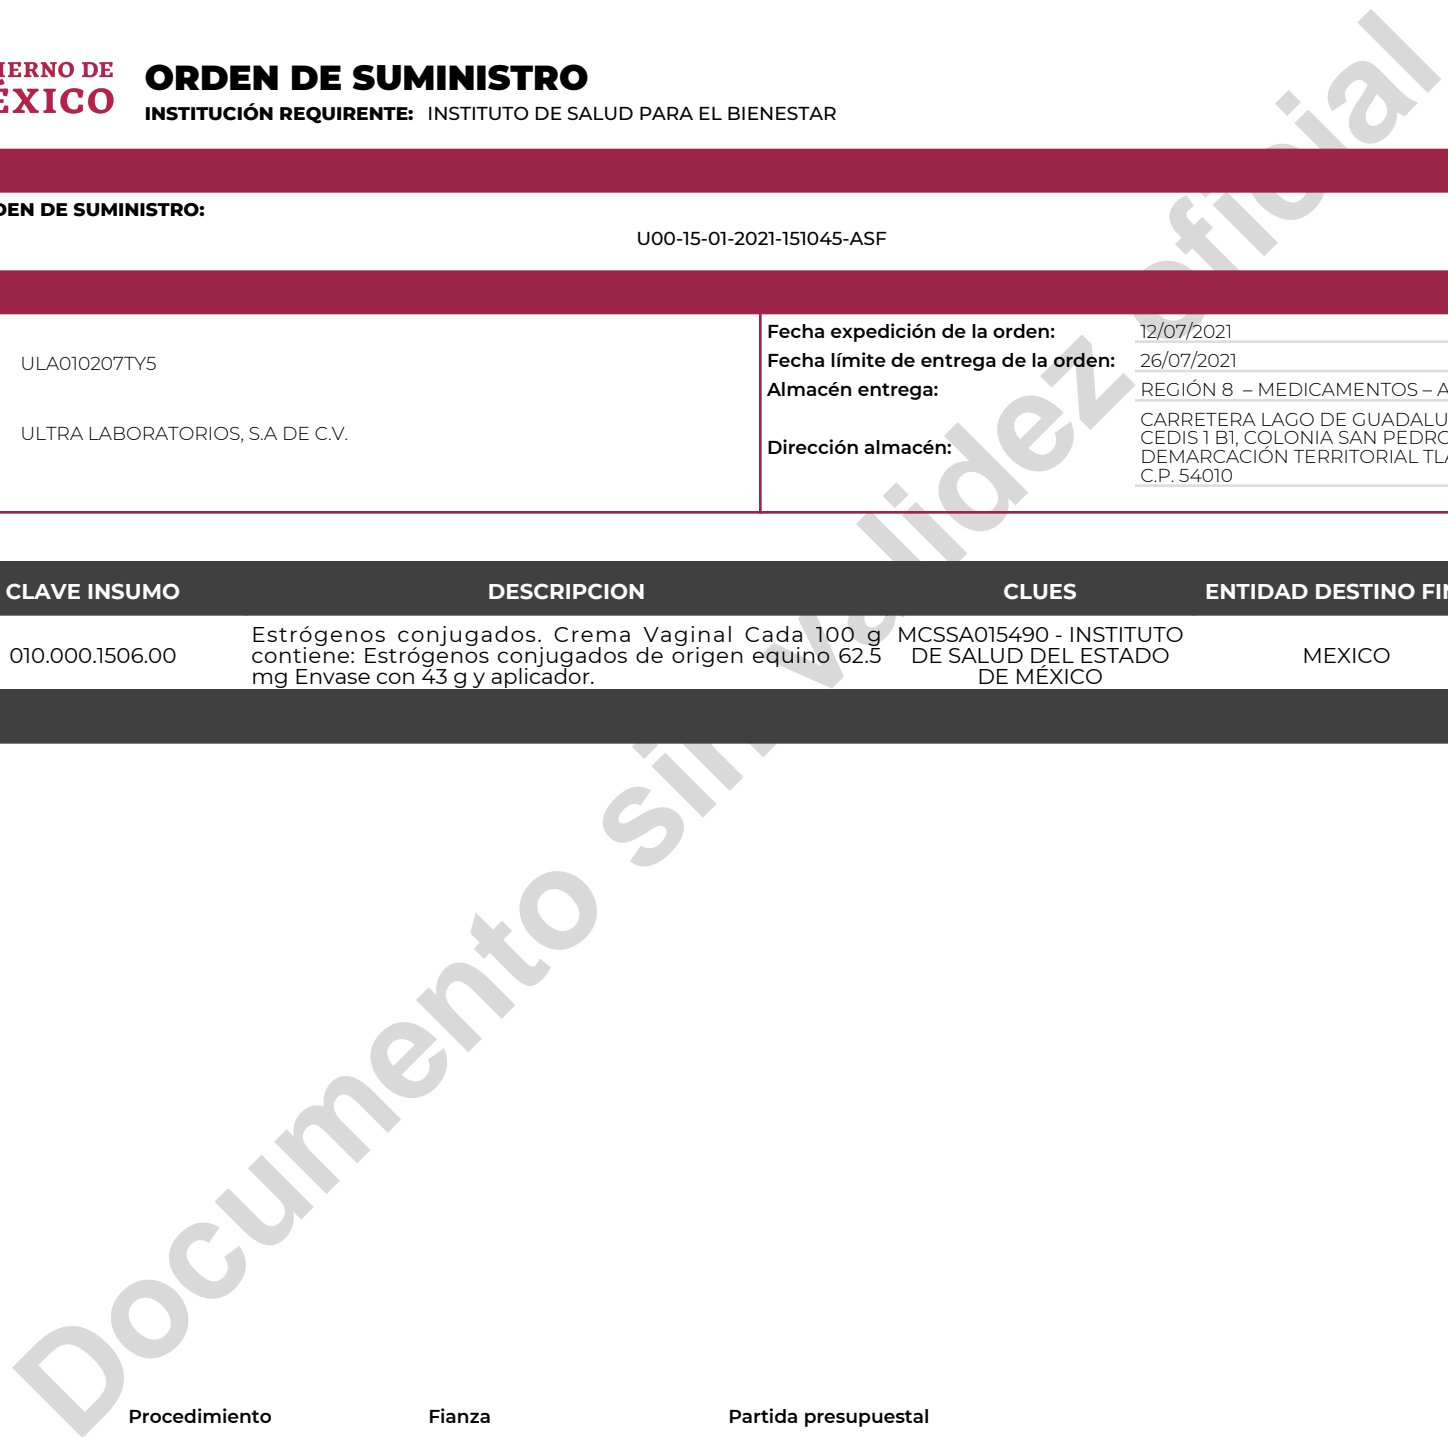 IERNO DE
ÉXICO
ORDEN DE SUMINISTRO
INSTITUCIÓN REQUIRENTE: INSTITUTO DE SALUD PARA EL BIENESTAR
DEN DE SUMINISTRO:
U00-15-01-2021-151045-ASF
ULA010207TY5
ULTRA LABORATORIOS, S.A DE C.V.
Fecha expedición de la orden: 12/07/2021
Fecha límite de entrega de la orden: 26/07/2021
Almacén entrega: REGIÓN 8 – MEDICAMENTOS – A
Dirección almacén:
CARRETERA LAGO DE GUADALU
CEDIS 1 B1, COLONIA SAN PEDRO
DEMARCACIÓN TERRITORIAL TLA
C.P. 54010
CLAVE INSUMO DESCRIPCION CLUES ENTIDAD DESTINO FIN
010.000.1506.00
Estrógenos conjugados. Crema Vaginal Cada 100 g
contiene: Estrógenos conjugados de origen equino 62.5
mg Envase con 43 g y aplicador.
MCSSA015490 - INSTITUTO
DE SALUD DEL ESTADO
DE MÉXICO
MEXICO
Documento sin validez oficial
Procedimiento Fianza Partida presupuestal